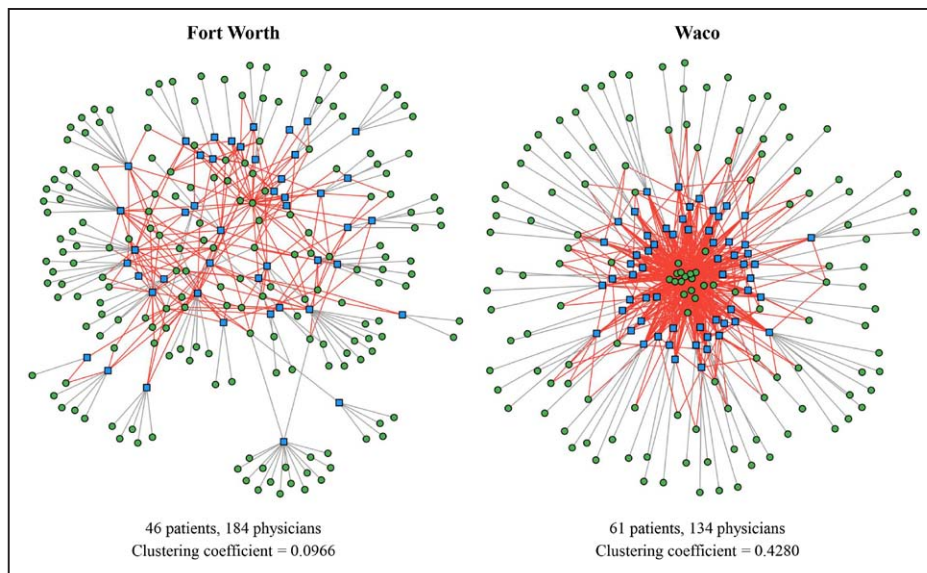 Fort Worth
Waco
46 patients, 184 physicians
Clustering coefficient = 0.0966
61 patients, 134 physicians
Clustering coefficient = 0.4280